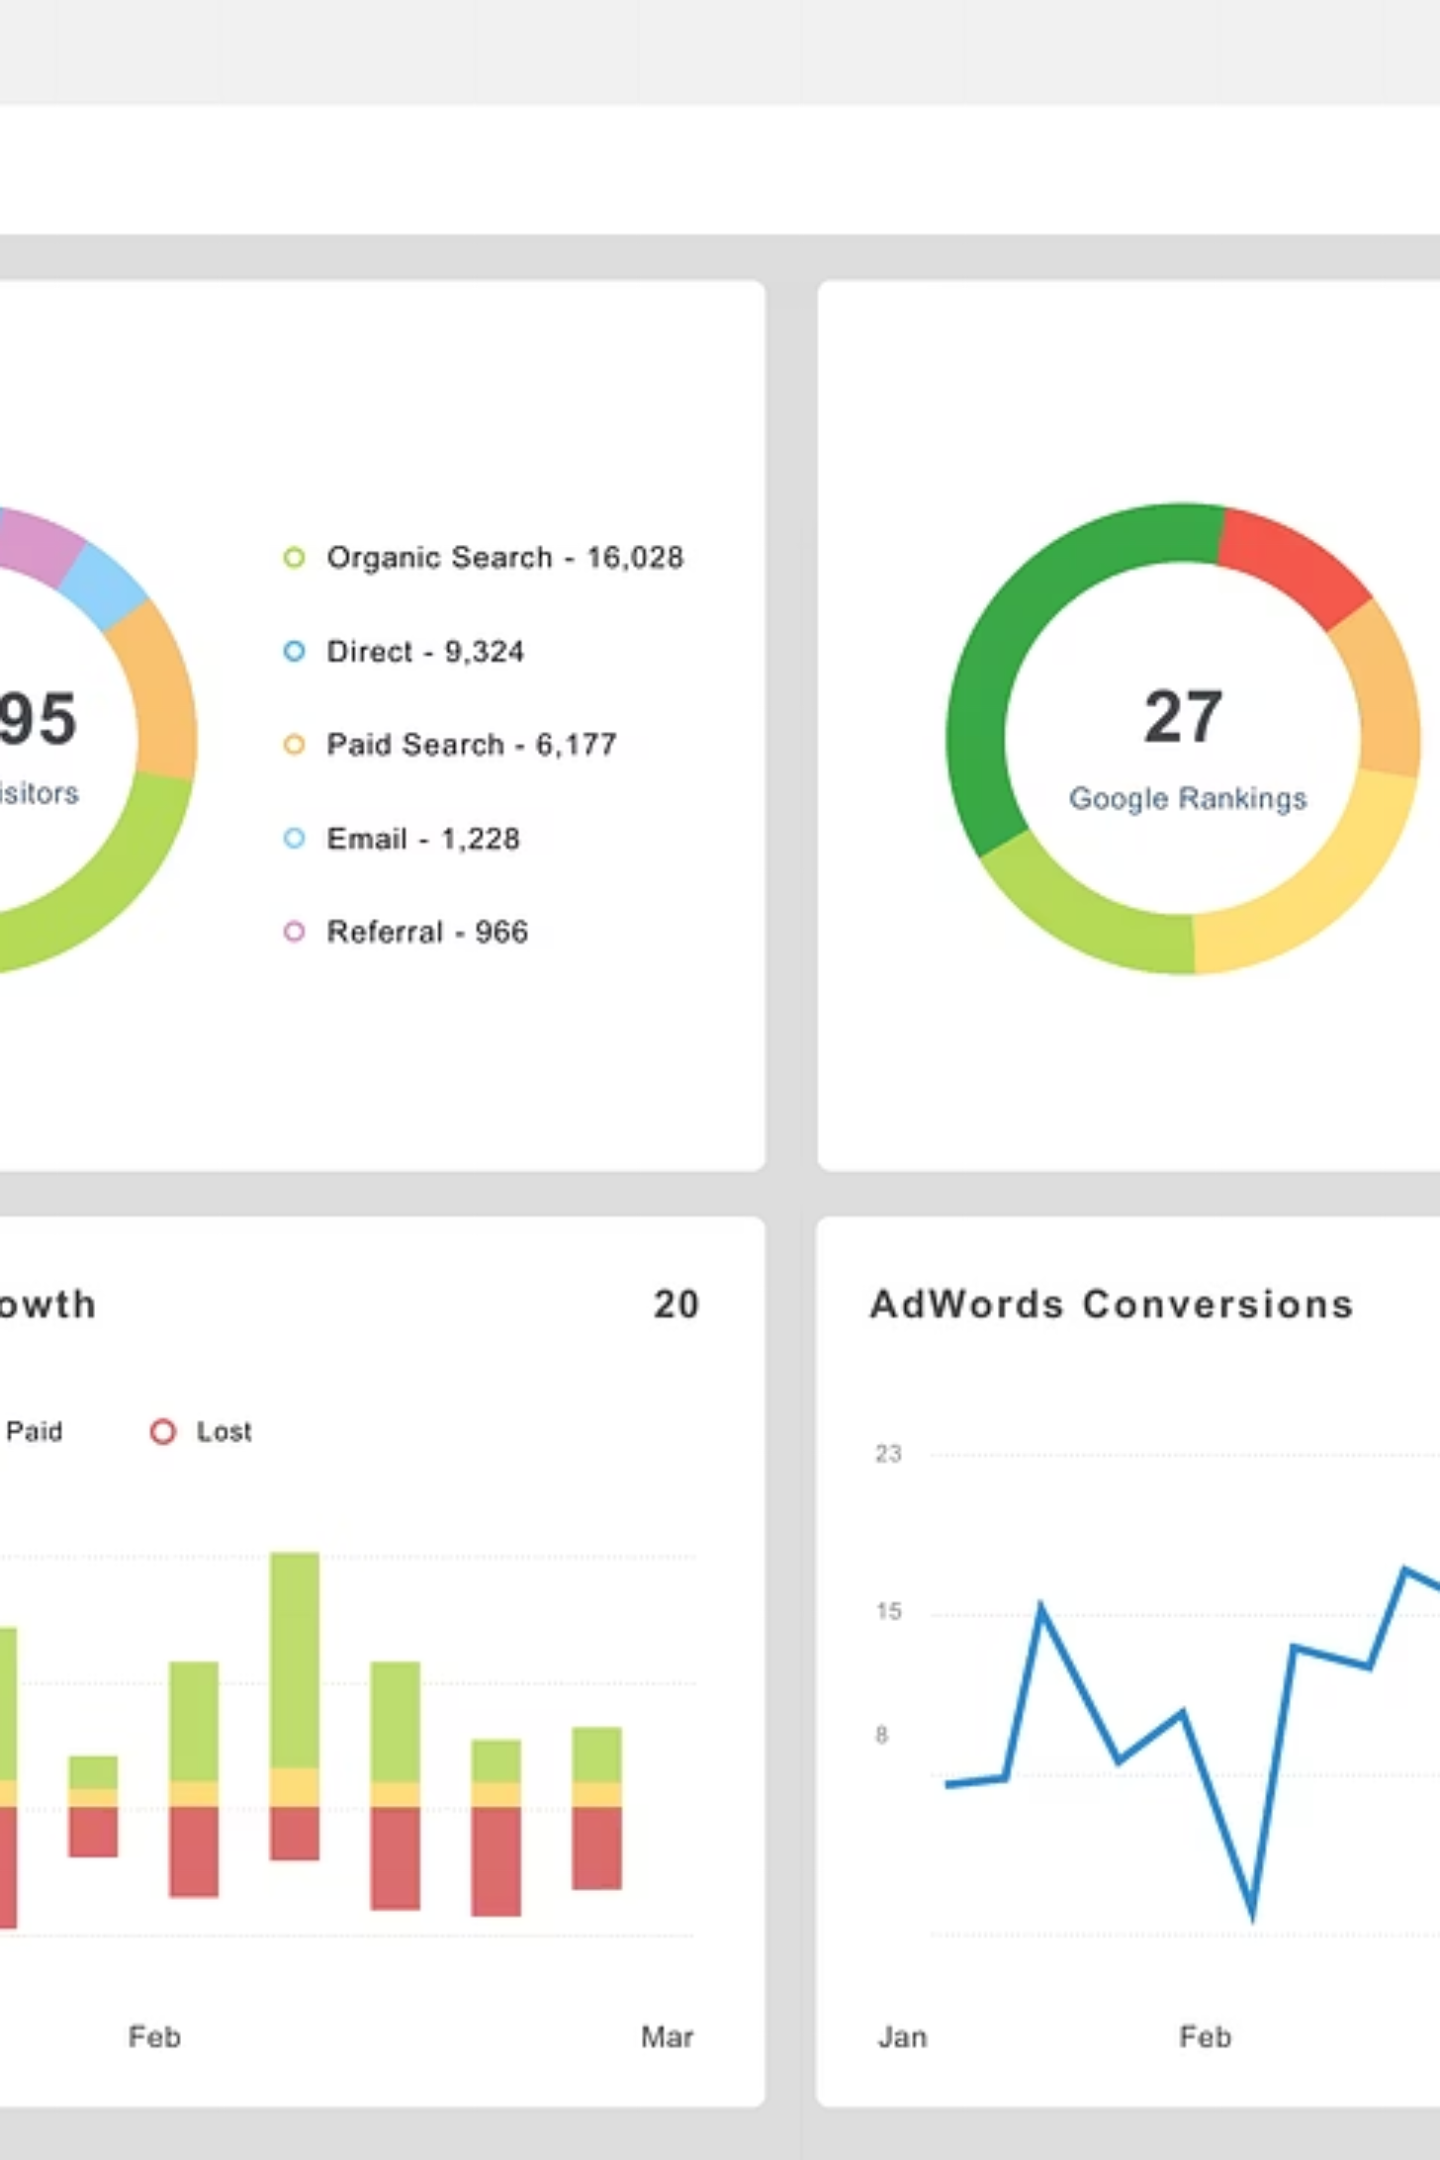 Organic Search - 16,028
Direct - 9,324
Paid Search - 6,177
Email - 1,228
Referral - 966
95
isitors
27
Google Rankings
owth
20
Paid
Lost
Feb
Mar
AdWords Conversions
23
15
8
Jan
Feb